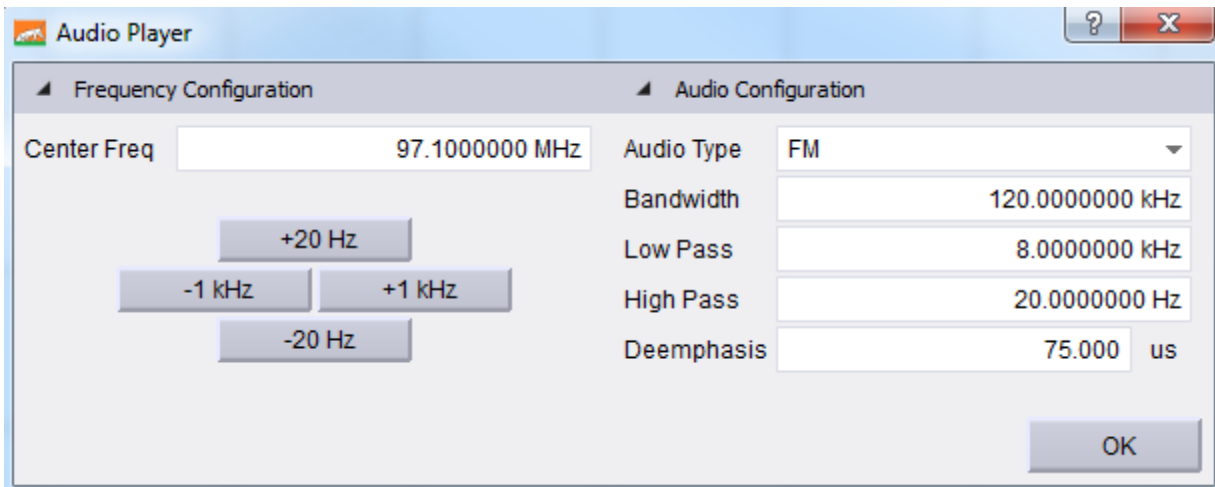 Audio Player
?
X
Frequency Configuration
Center Freq 97.1000000 MHz
+20 Hz
-1 kHz +1 kHz
-20 Hz
Audio Configuration
Audio Type FM
Bandwidth 120.0000000 kHz
Low Pass 8.0000000 kHz
High Pass 20.0000000 Hz
Deemphasis 75.000 us
OK